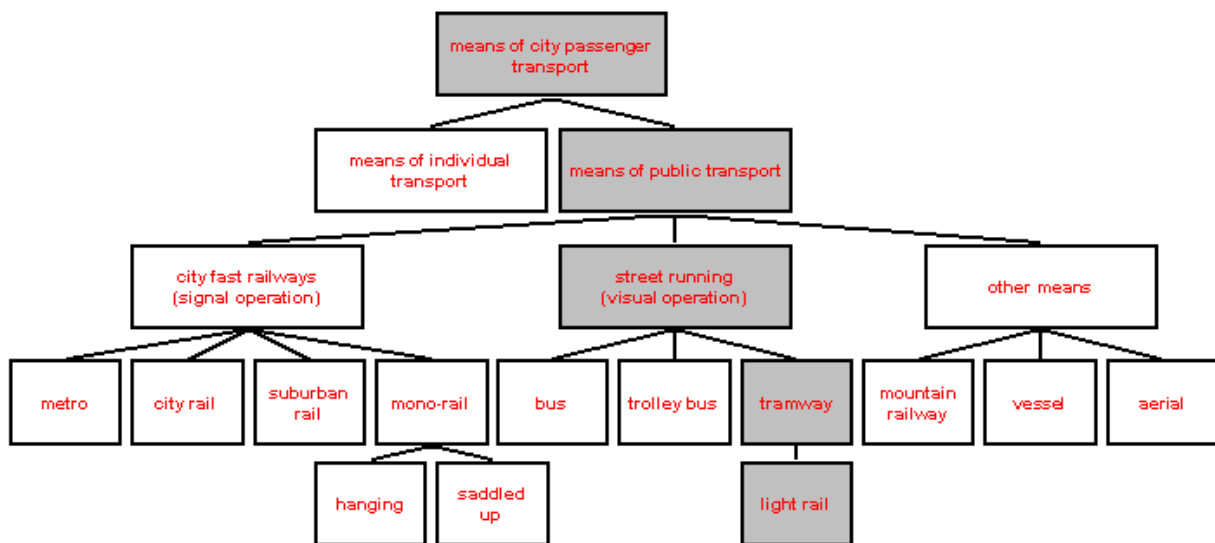 means of city passenger
transport
means of individual
transport
means of public transport
city fast railways
(signal operation)
street running
(visual operation)
other means
metro
city rail
suburban
rail
mono-rail
bus
trolley bus
tramway
mountain
railway
vessel
aerial
hanging
saddled
up
light rail